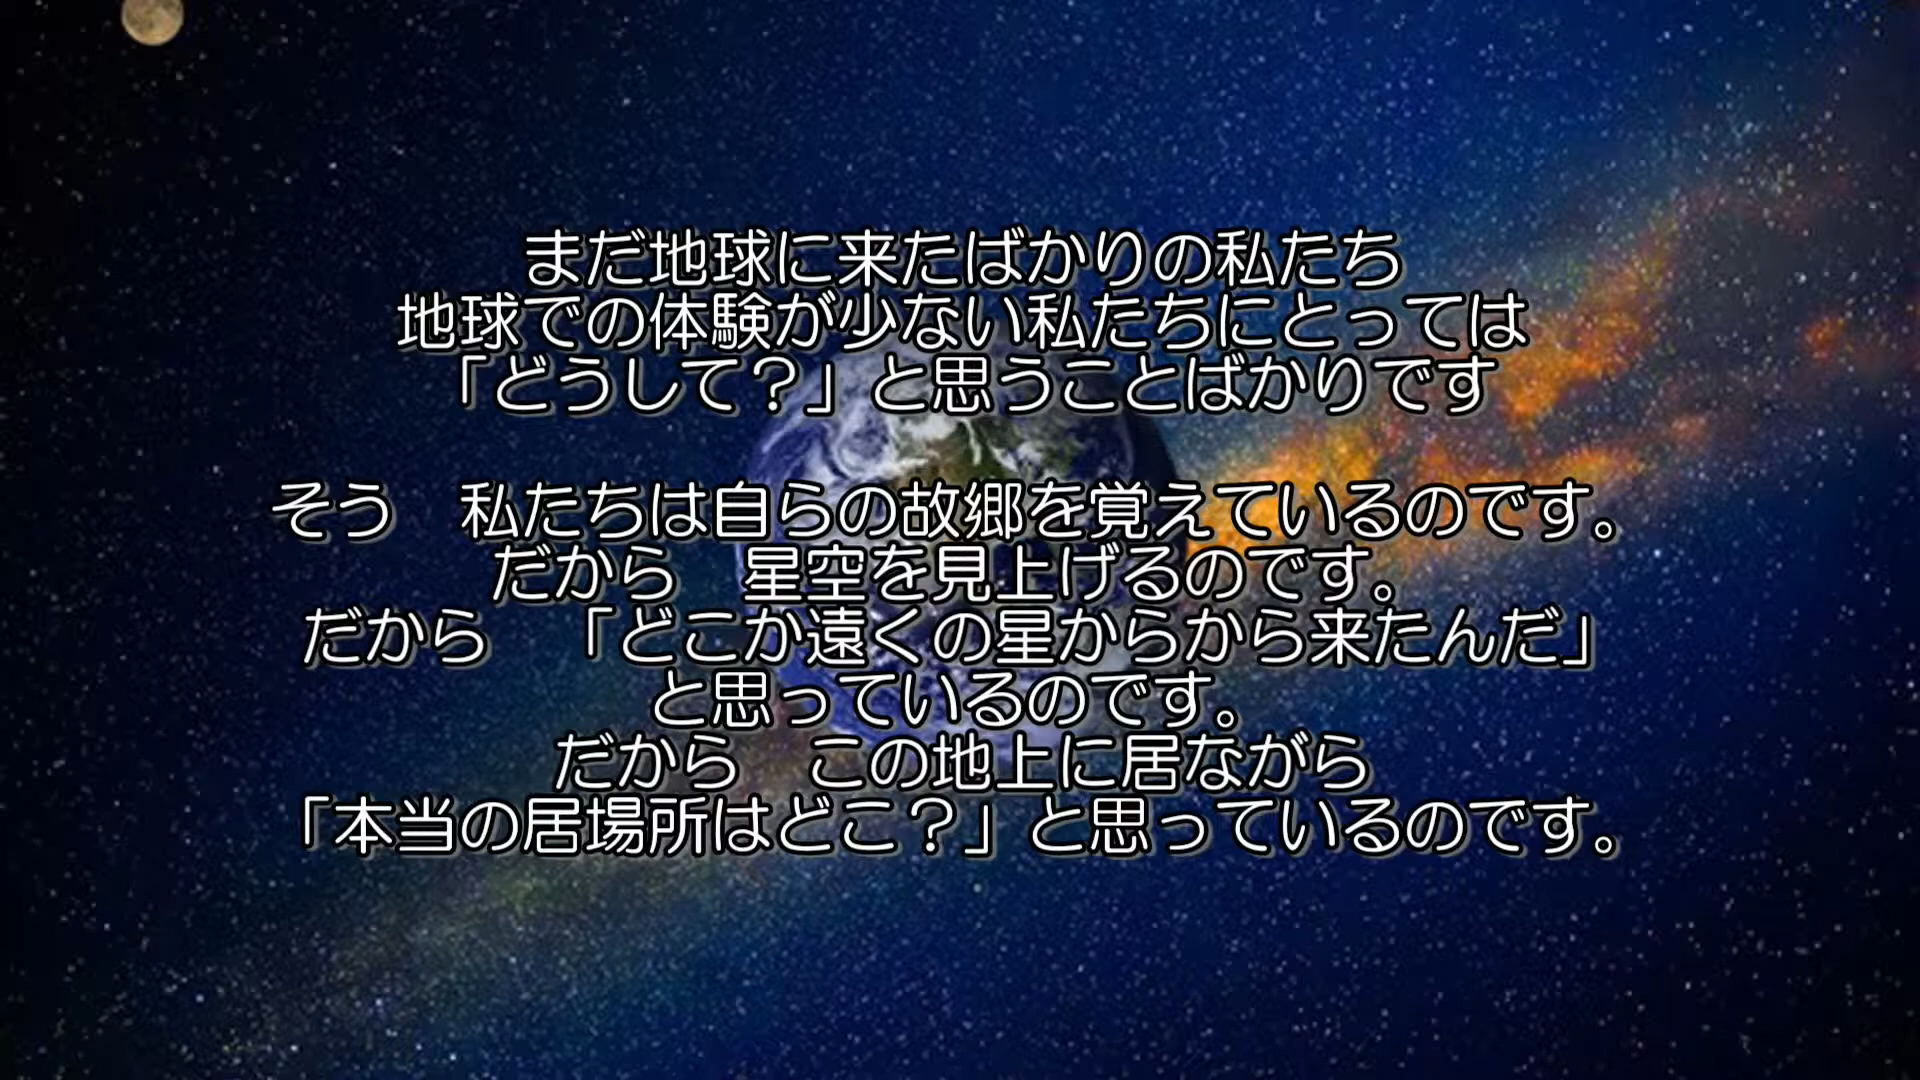 まだ地球に来たばかりの私たち
地球での体験が少ない私たちにとっては
「どうして？」と思うことばかりです
そう　私たちは自らの故郷を覚えているのです。
だから　星空を見上げるのです。
だから　「どこか遠くの星からから来たんだ」
と思っているのです。
だから　この地上に居ながら
「本当の居場所はどこ？」と思っているのです。